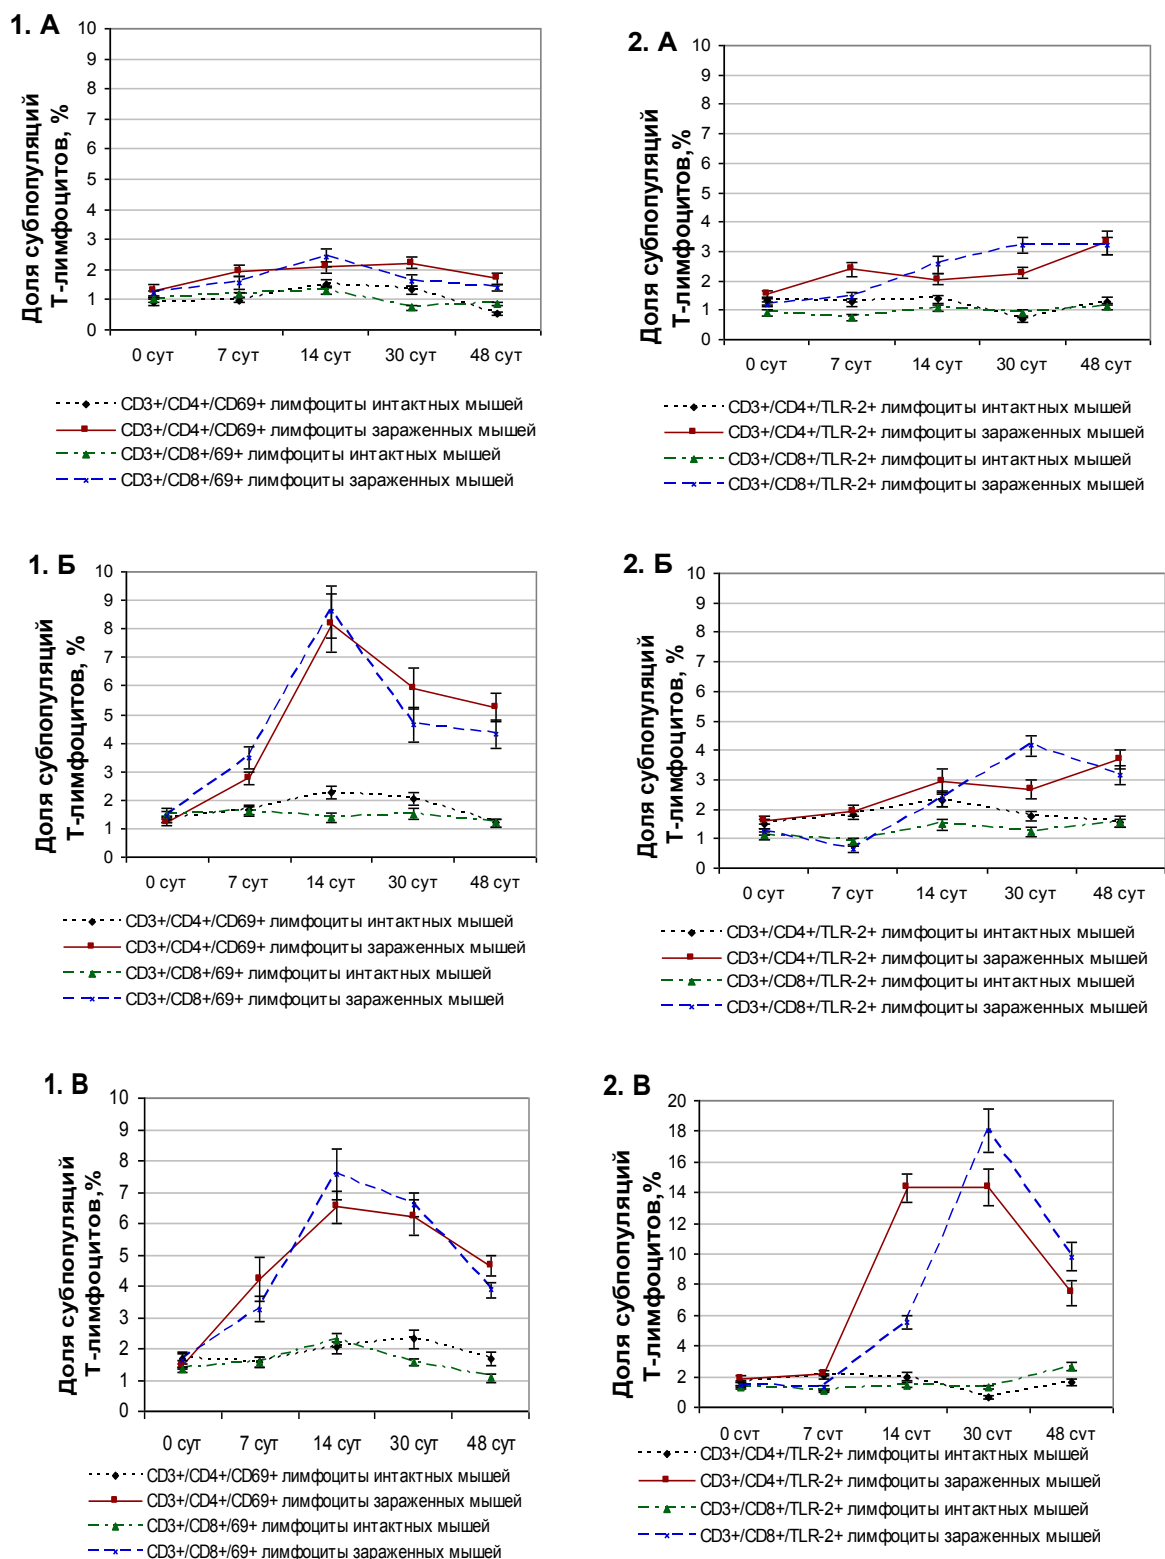 1. А
Доля субпопуляций
Т-лимфоцитов, %
10
9
8
7
6
5
4
3
2
1
0
0 сут 7 сут 14 сут 30 сут 48 сут
CD3+/CD4+/CD69+ лимфоциты интактных мышей
CD3+/CD4+/CD69+ лимфоциты зараженных мышей
CD3+/CD8+/69+ лимфоциты интактных мышей
CD3+/CD8+/69+ лимфоциты зараженных мышей
2. А
Доля субпопуляций
Т-лимфоцитов,%
10
9
8
7
6
5
4
3
2
1
0
0 сут 7 сут 14 сут 30 сут 48 сут
CD3+/CD4+/TLR-2+ лимфоциты интактных мышей
CD3+/CD4+/TLR-2+ лимфоциты зараженных мышей
CD3+/CD8+/TLR-2+ лимфоциты интактных мышей
CD3+/CD8+/TLR-2+ лимфоциты зараженных мышей
1. Б
Доля субпопуляций
Т-лимфоцитов, %
10
9
8
7
6
5
4
3
2
1
0
0 сут 7 сут 14 сут 30 сут 48 сут
CD3+/CD4+/CD69+ лимфоциты интактных мышей
CD3+/CD4+/CD69+ лимфоциты зараженных мышей
CD3+/CD8+/69+ лимфоциты интактных мышей
CD3+/CD8+/69+ лимфоциты зараженных мышей
2. Б
Доля субпопуляций
Т-лимфоцитов, %
10
9
8
7
6
5
4
3
2
1
0
0 сут 7 сут 14 сут 30 сут 48 сут
CD3+/CD4+/TLR-2+ лимфоциты интактных мышей
CD3+/CD4+/TLR-2+ лимфоциты зараженных мышей
CD3+/CD8+/TLR-2+ лимфоциты интактных мышей
CD3+/CD8+/TLR-2+ лимфоциты зараженных мышей
1. В
Доля субпопуляций
Т-лимфоцитов,%
10
9
8
7
6
5
4
3
2
1
0
0 сут 7 сут 14 сут 30 сут 48 сут
CD3+/CD4+/CD69+ лимфоциты интактных мышей
CD3+/CD4+/CD69+ лимфоциты зараженных мышей
CD3+/CD8+/69+ лимфоциты интактных мышей
CD3+/CD8+/69+ лимфоциты зараженных мышей
2. В
Доля субпопуляций
Т-лимфоцитов,%
20
18
16
14
12
10
8
6
4
2
0
0 сут 7 сут 14 сут 30 сут 48 сут
CD3+/CD4+/TLR-2+ лимфоциты интактных мышей
CD3+/CD4+/TLR-2+ лимфоциты зараженных мышей
CD3+/CD8+/TLR-2+ лимфоциты интактных мышей
CD3+/CD8+/TLR-2+ лимфоциты зараженных мышей